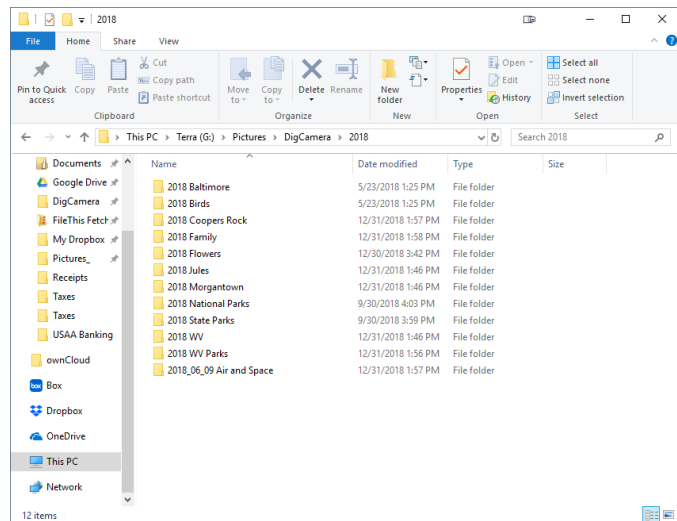 2018
File Home Share View
Pin to Quick access
Copy
Paste
Cut
Copy path
Paste shortcut
Clipboard
Move to
Copy to
Delete
Rename
Organize
New folder
New
Properties
Open
Edit
History
Open
Select all
Select none
Invert selection
Select
This PC > Terra (G:) > Pictures > DigCamera > 2018
Search 2018
Documents
Google Drive
DigCamera
FileThis Fetch
My Dropbox
Pictures_
Receipts
Taxes
Taxes
USAA Banking
ownCloud
box Box
Dropbox
OneDrive
This PC
Network
Name Date modified Type Size
2018 Baltimore 5/23/2018 1:25 PM File folder
2018 Birds 5/23/2018 1:25 PM File folder
2018 Coopers Rock 12/31/2018 1:57 PM File folder
2018 Family 12/31/2018 1:58 PM File folder
2018 Flowers 12/30/2018 3:42 PM File folder
2018 Jules 12/31/2018 1:46 PM File folder
2018 Morgantown 12/31/2018 1:46 PM File folder
2018 National Parks 9/30/2018 4:03 PM File folder
2018 State Parks 9/30/2018 3:59 PM File folder
2018 WV 12/31/2018 1:46 PM File folder
2018 WV Parks 12/31/2018 1:56 PM File folder
2018_06_09 Air and Space 12/31/2018 1:57 PM File folder
12 items